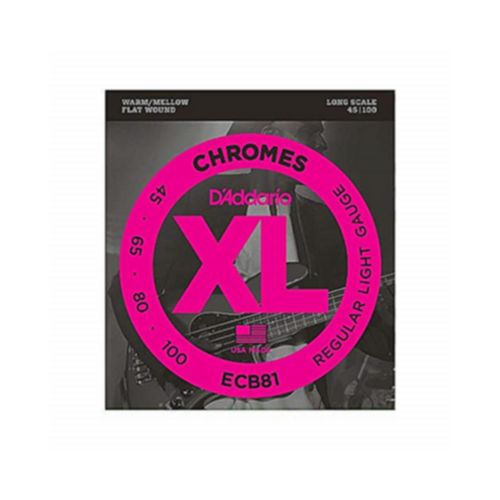 WARM/MELLOW
FLAT WOUND
LONG SCALE
45|100
CHROMES
D'Addario
XL
USA MADE
45 • 65 • 80 • 100
REGULAR LIGHT GAUGE
ECB81